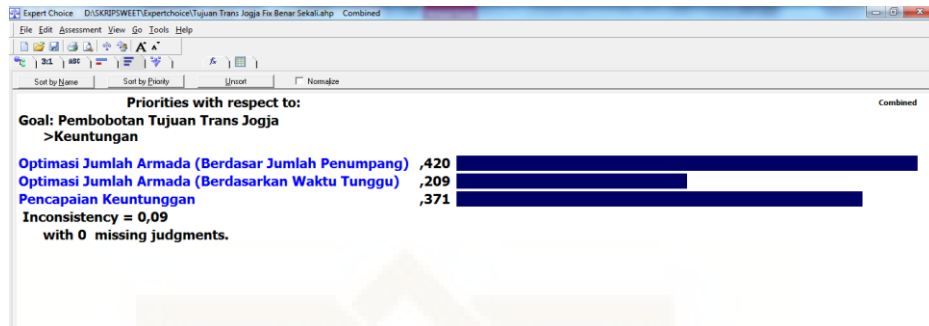 Expert Choice D:\SKRIPSWEET\Expertchoice\Tujuan Trans Jogja Fix Benar Sekali.ahp Combined
File Edit Assessment View Go Tools Help
3:1 ABC
Sort by Name Sort by Priority Unsort Normalize
Priorities with respect to: Combined
Goal: Pembobotan Tujuan Trans Jogja
>Keuntungan
Optimasi Jumlah Armada (Berdasar Jumlah Penumpang) ,420
Optimasi Jumlah Armada (Berdasarkan Waktu Tunggu) ,209
Pencapaian Keuntunggan ,371
Inconsistency = 0,09
with 0 missing judgments.